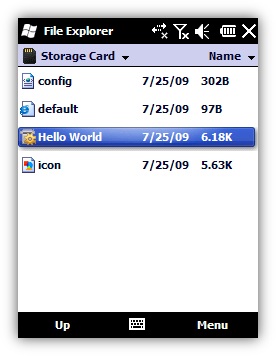 File Explorer
Storage Card Name
config 7/25/09 302B
default 7/25/09 97B
Hello World 7/25/09 6.18K
icon 7/25/09 5.63K
Up Menu